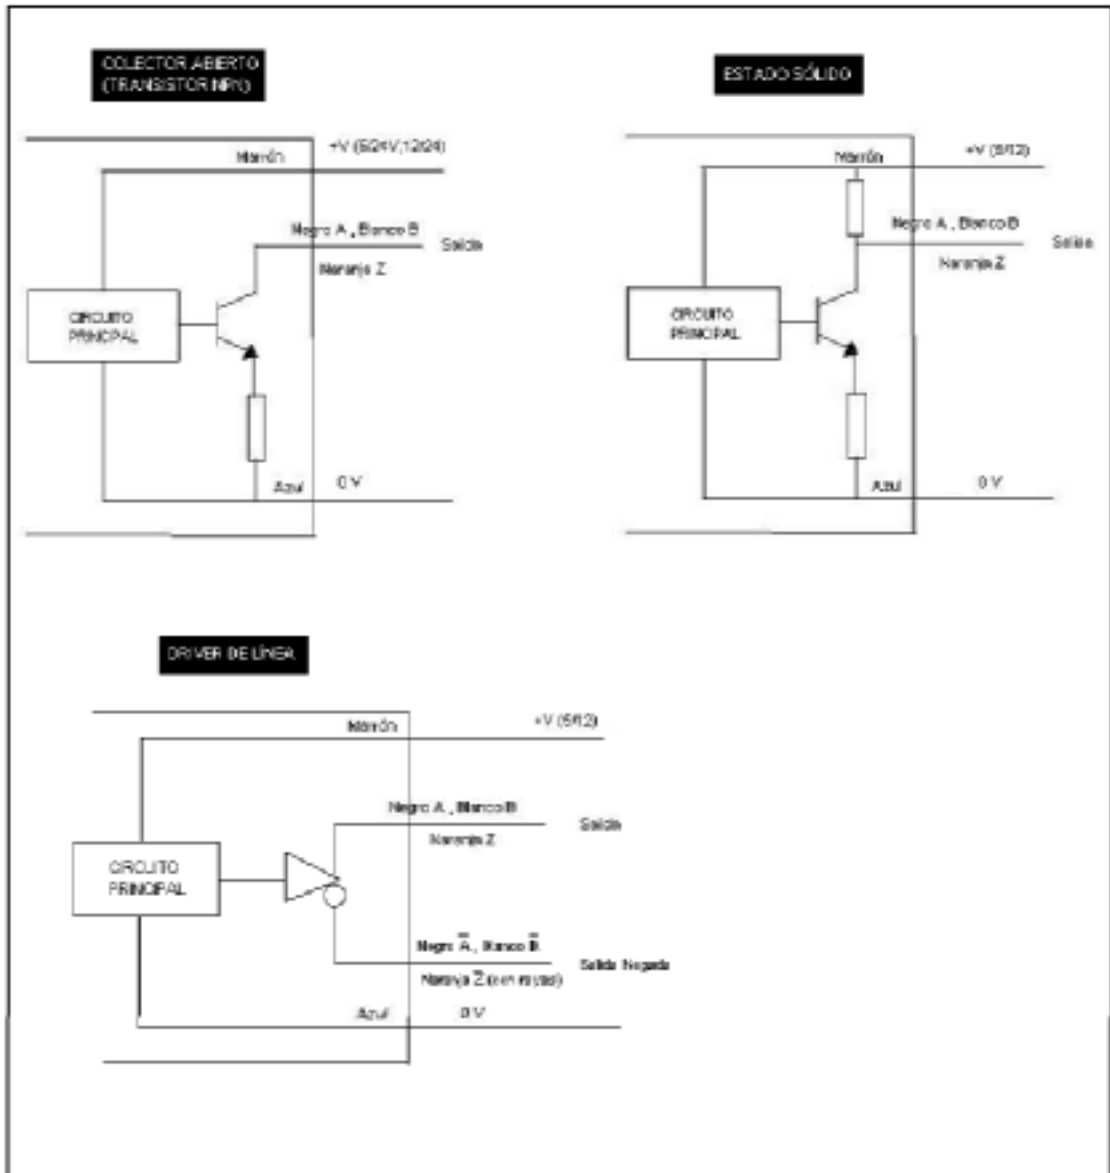 COLECTOR ABIERTO
(TRANSISTOR NPN)
Marrón
+V (5/24V,12/24)
Negro A , Blanco B
Salida
Naranja Z
CIRCUITO
PRINCIPAL
Azul
0 V
ESTADO SÓLIDO
Marrón
+V (5/12)
Negro A , Blanco B
Salida
Naranja Z
CIRCUITO
PRINCIPAL
Azul
0 V
DRIVER DE LÍNEA
Marrón
+V (5/12)
Negro A , Blanco B
Salida
Naranja Z
CIRCUITO
PRINCIPAL
Negro A̅ , Blanco B̅
Salida Negada
Naranja Z̅ (con rayas)
Azul
0 V